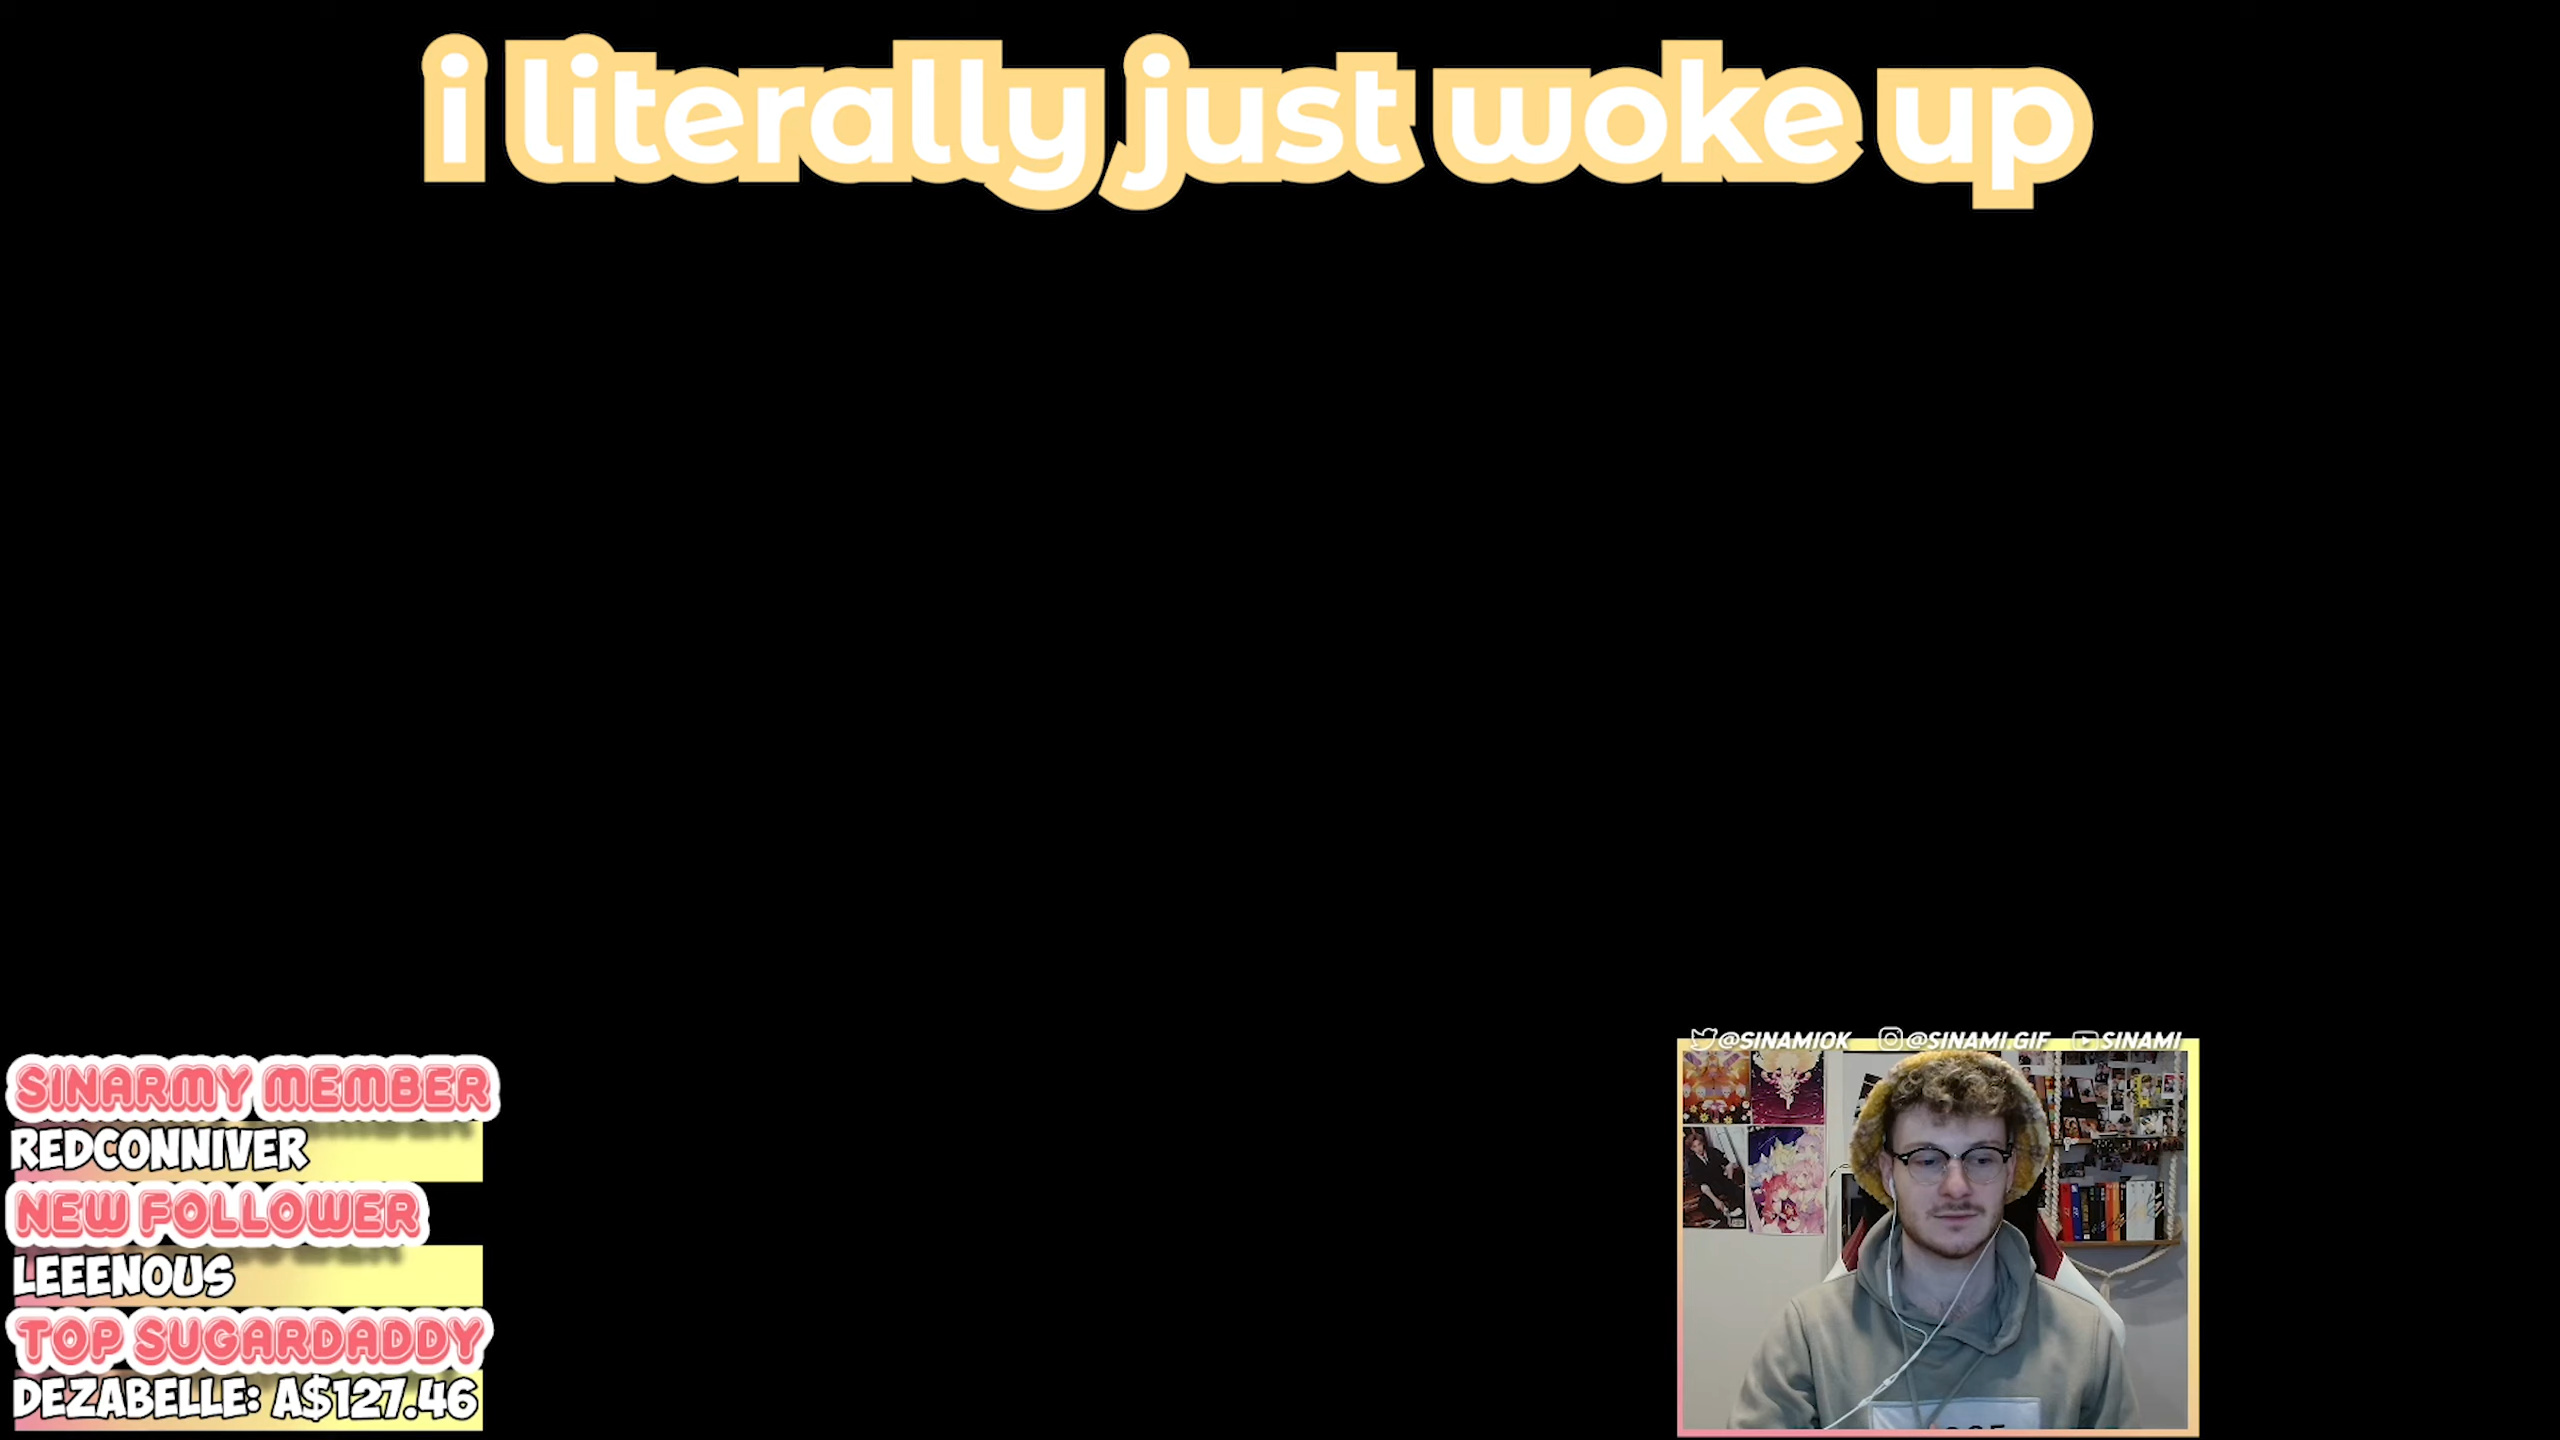 i literally just woke up
@SINAMIOK @SINAMI.GIF SINAMI
SINARMY MEMBER
REDCONNIVER
NEW FOLLOWER
LEEENOUS
TOP SUGARDADDY
DEZABELLE: A$127.46